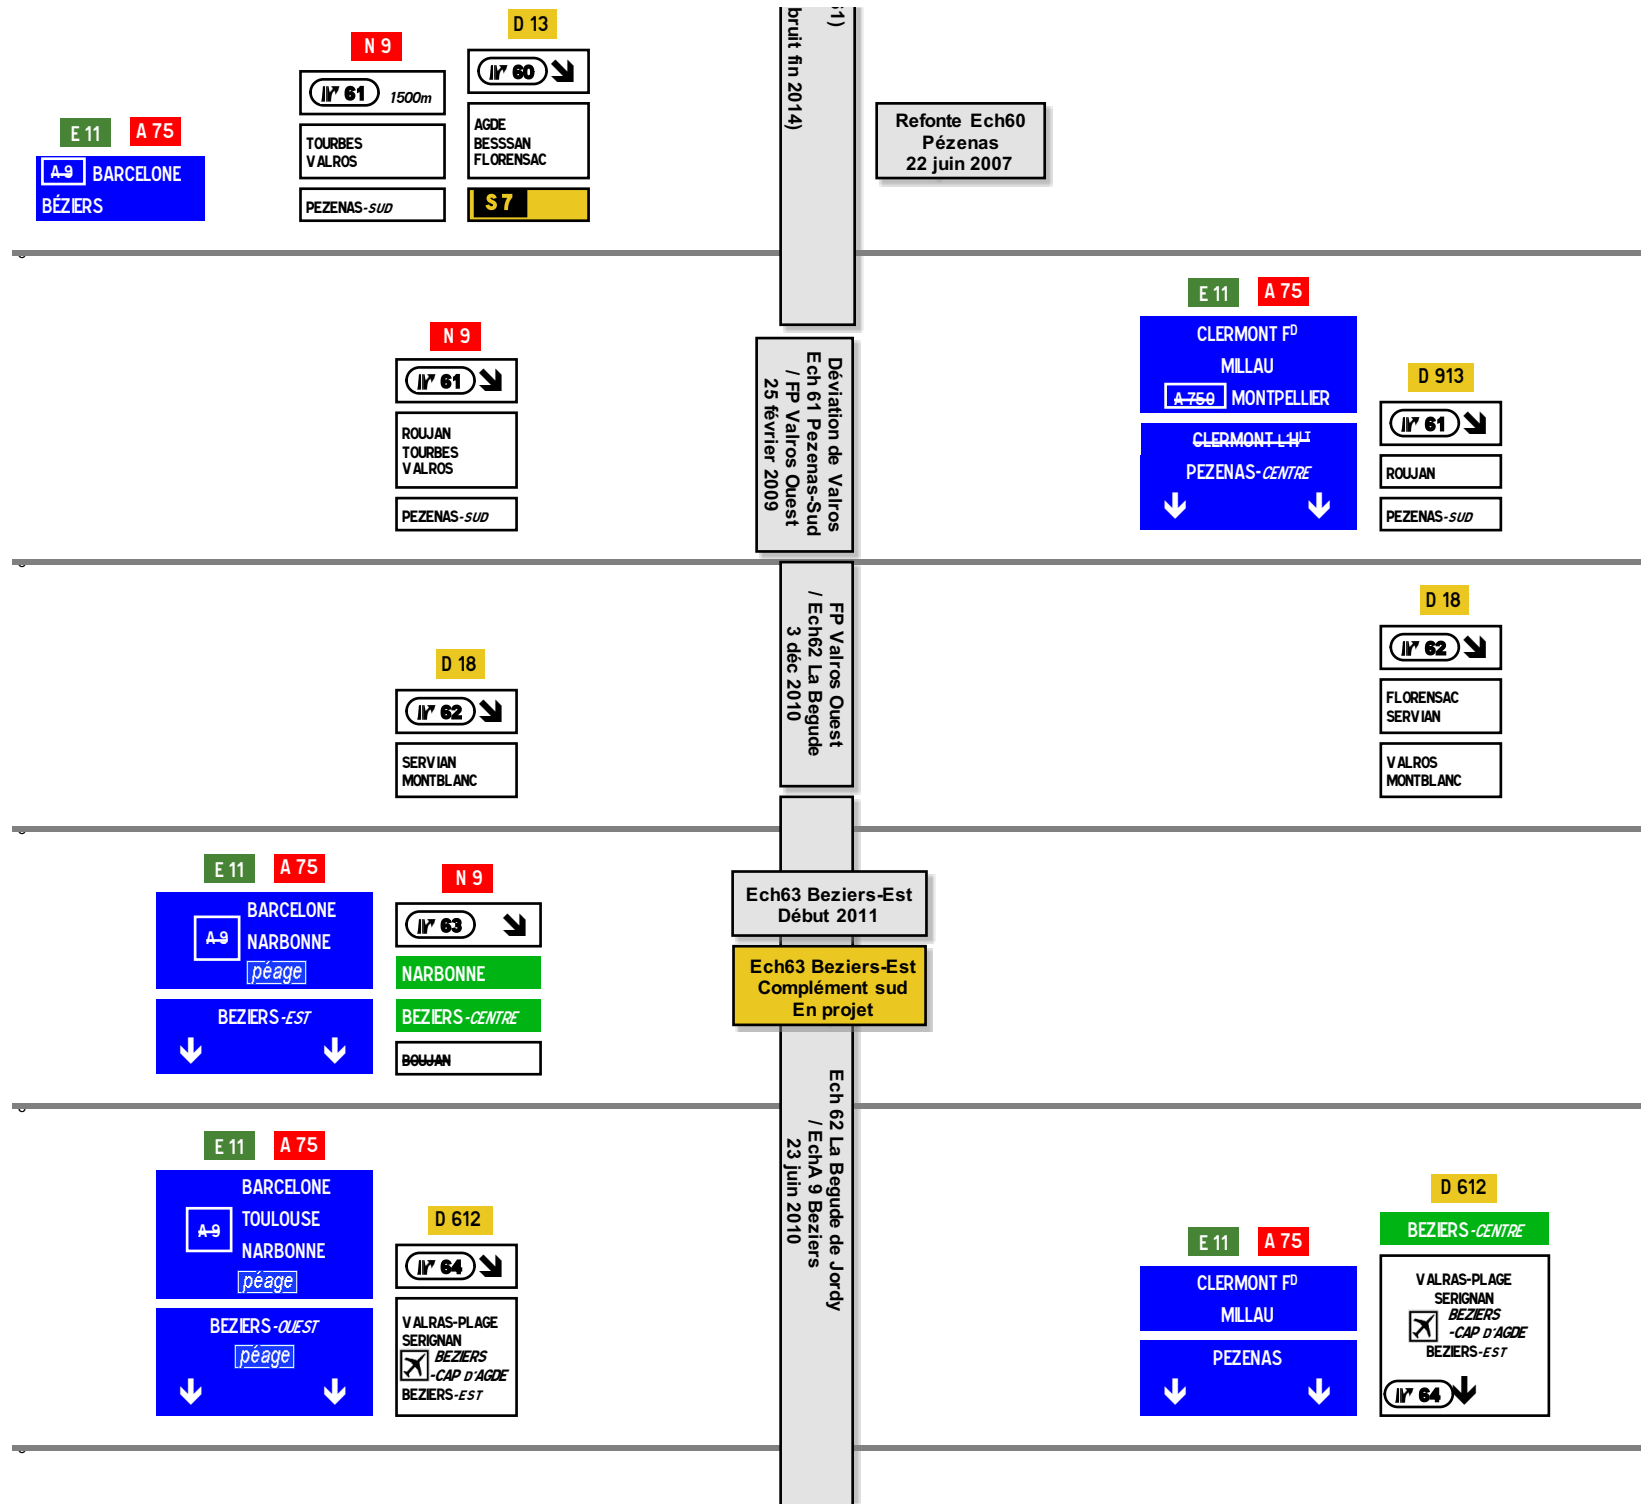 D 13
N 9
60
61 1500m
AGDE
BESSSAN
FLORENSAC
TOURBES
VALROS
E 11 A 75
A 9 BARCELONE
BÉZIERS
PEZENAS-SUD
S 7
bruit fin 2014)
Refonte Ech60
Pézenas
22 juin 2007
N 9
61
ROUJAN
TOURBES
VALROS
PEZENAS-SUD
Déviation de Valros
Ech 61 Pezenas-Sud
/ FP Valros Ouest
25 février 2009
E 11 A 75
CLERMONT FD
MILLAU
A 750 MONTPELLIER
CLERMONT L'HLT
PEZENAS-CENTRE
D 913
61
ROUJAN
PEZENAS-SUD
D 18
62
SERVIAN
MONTBLANC
FP Valros Ouest
/ Ech62 La Begude
3 déc 2010
D 18
62
FLORENSAC
SERVIAN
VALROS
MONTBLANC
E 11 A 75
BARCELONE
A 9 NARBONNE
péage
BEZIERS-EST
N 9
63
NARBONNE
BEZIERS-CENTRE
BOUJAN
Ech63 Beziers-Est
Début 2011
Ech63 Beziers-Est
Complément sud
En projet
E 11 A 75
BARCELONE
A 9 TOULOUSE
NARBONNE
péage
BEZIERS-OUEST
péage
D 612
64
VALRAS-PLAGE
SERIGNAN
BEZIERS
-CAP D'AGDE
BEZIERS-EST
Ech 62 La Begude de Jordy
/ EchA 9 Beziers
23 juin 2010
E 11 A 75
CLERMONT FD
MILLAU
PEZENAS
D 612
BEZIERS-CENTRE
VALRAS-PLAGE
SERIGNAN
BEZIERS
-CAP D'AGDE
BEZIERS-EST
64